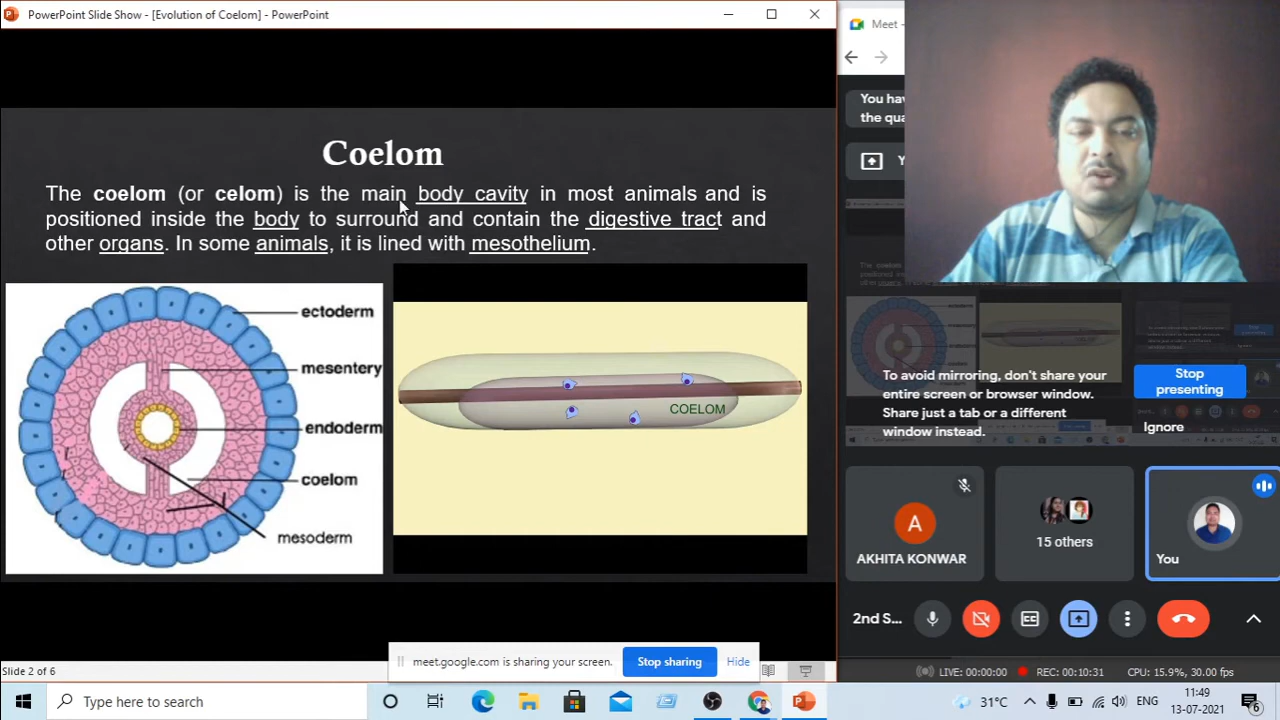 PowerPoint Slide Show - [Evolution of Coelom] - PowerPoint
Coelom
The coelom (or celom) is the main body cavity in most animals and is
positioned inside the body to surround and contain the digestive tract and
other organs. In some animals, it is lined with mesothelium.
ectoderm
mesentery
endoderm
coelom
mesoderm
COELOM
Meet -
You hav
the qua
Y
To avoid mirroring, don't share your
entire screen or browser window.
Share just a tab or a different
window instead.
Stop
presenting
Ignore
A
AKHITA KONWAR
15 others
You
2nd S...
CC
LIVE: 00:00:00
REC: 00:10:31
CPU: 15.9%, 30.00 fps
Slide 2 of 6
meet.google.com is sharing your screen.
Stop sharing
Hide
Type here to search
31°C
ENG
11:49
13-07-2021
6